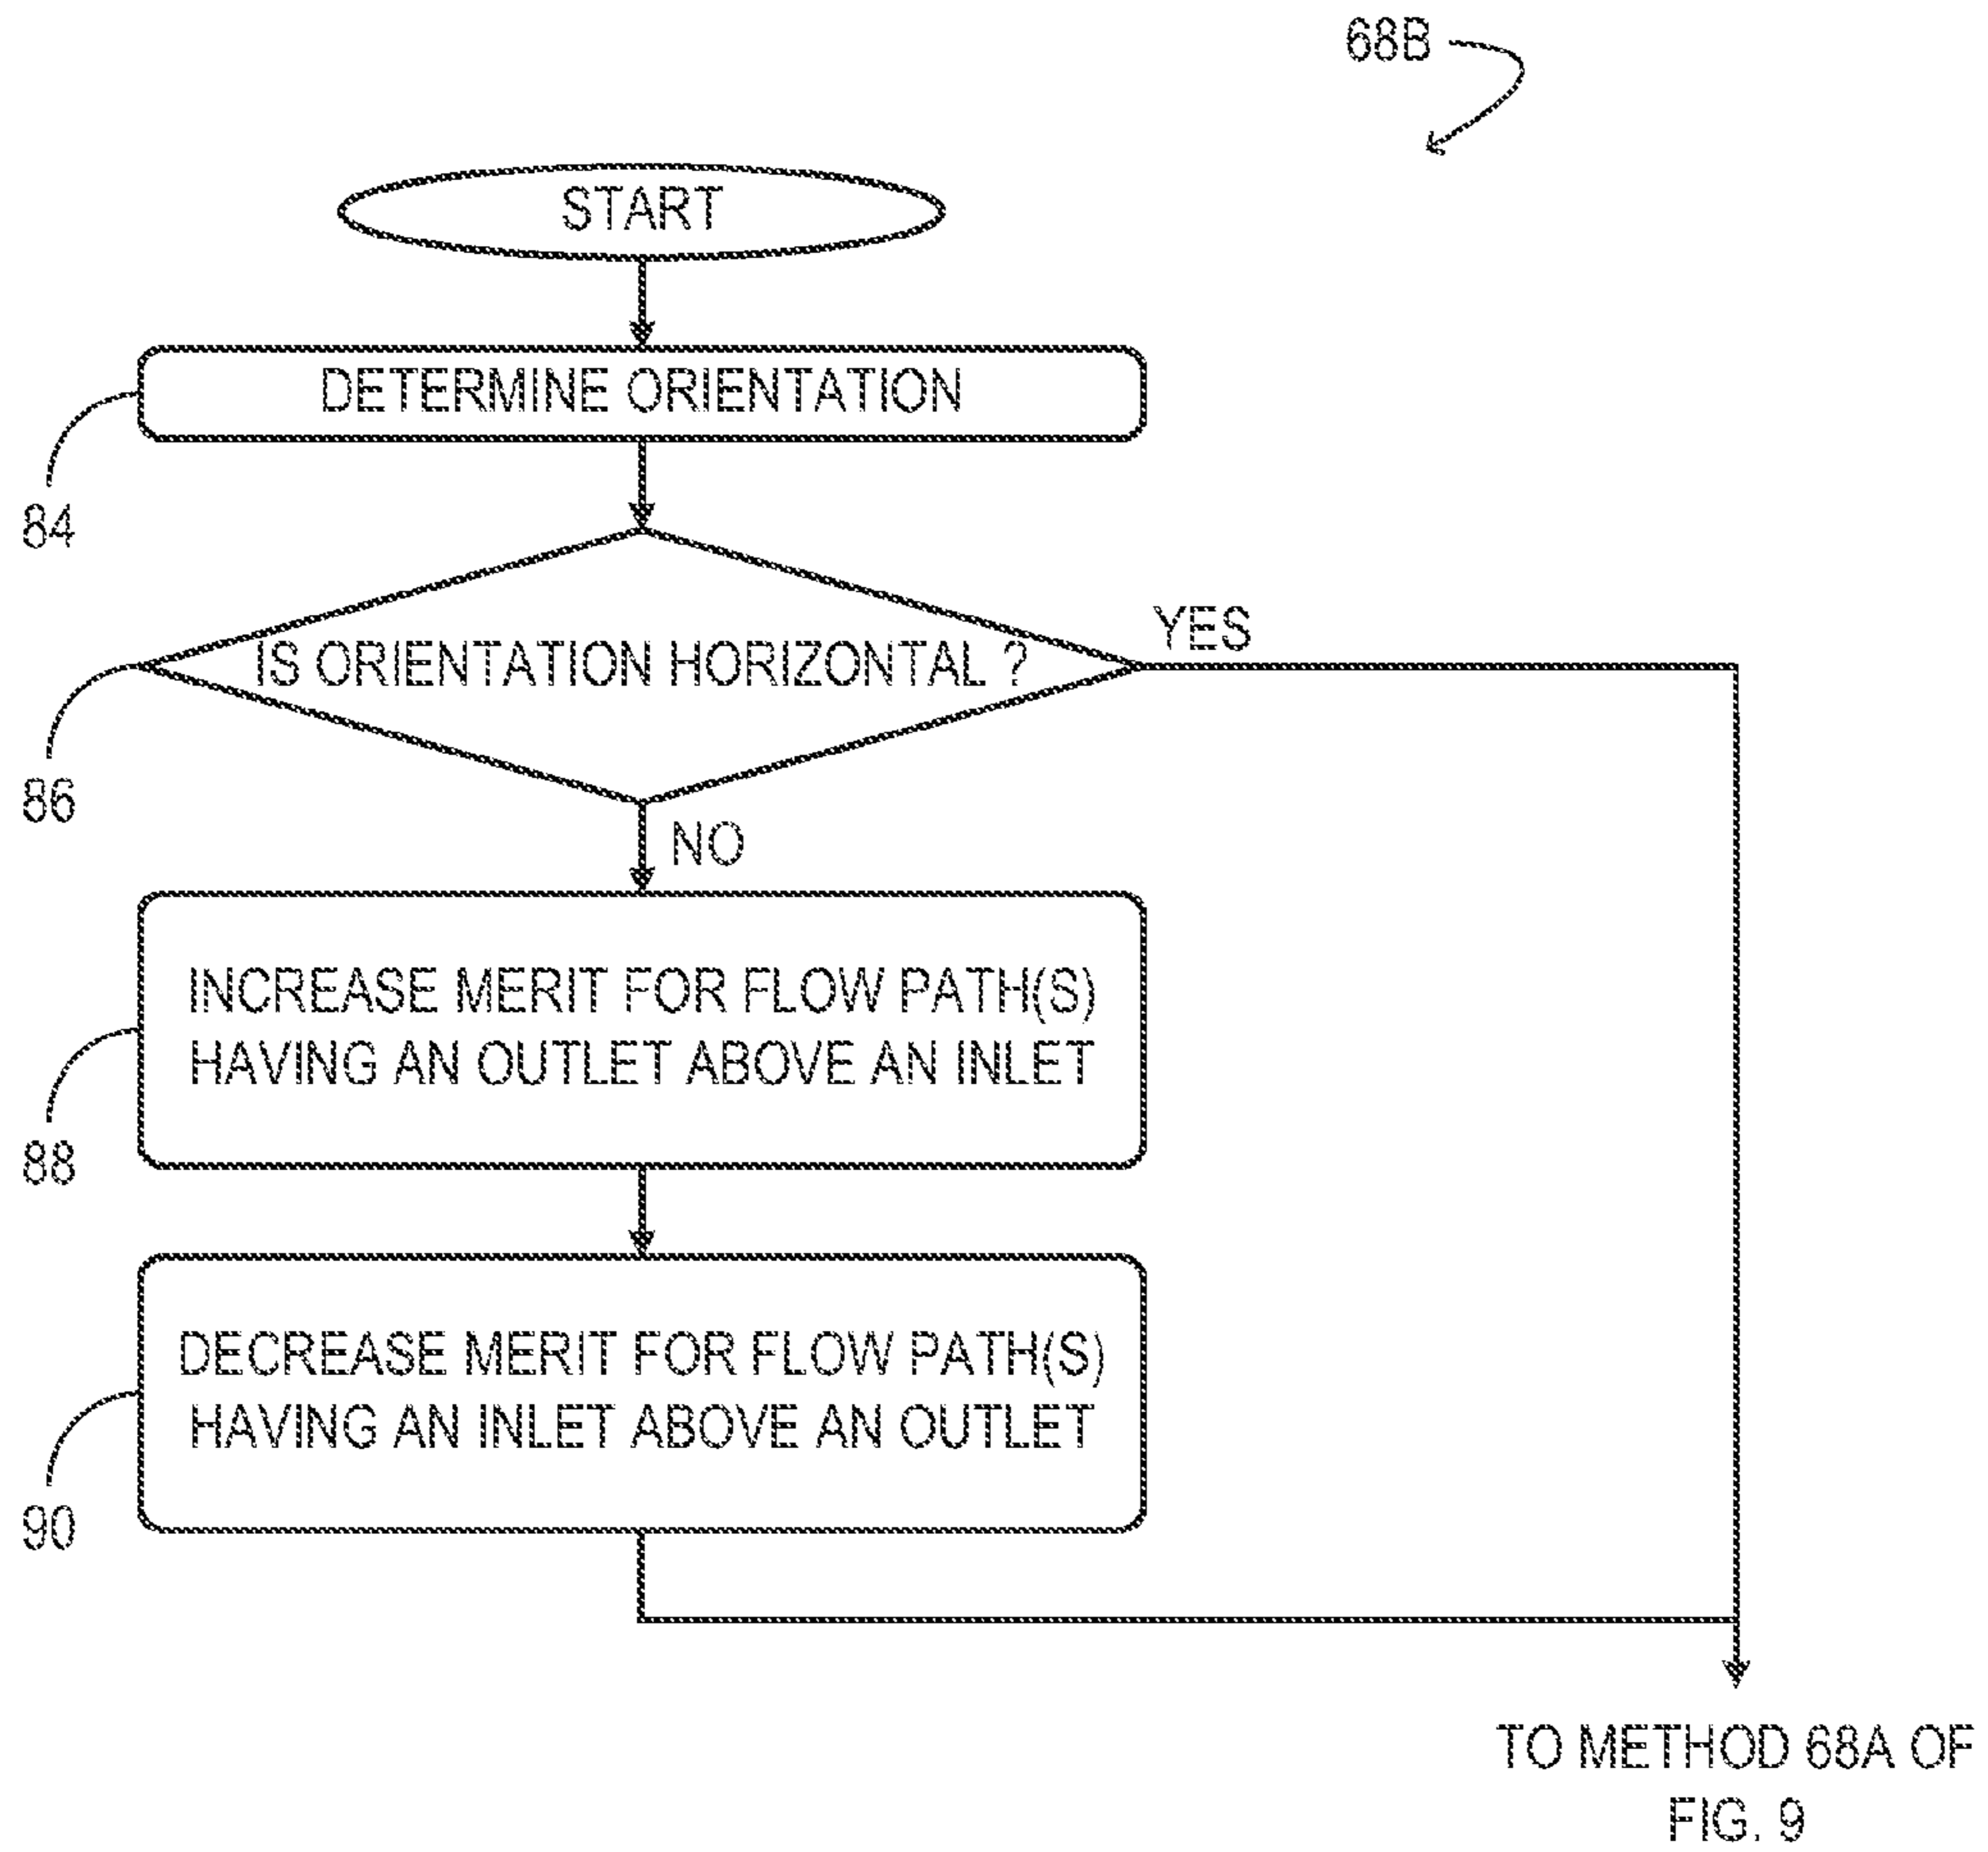 68B
START
DETERMINE ORIENTATION
84
IS ORIENTATION HORIZONTAL ?
YES
86
NO
INCREASE MERIT FOR FLOW PATH(S)
HAVING AN OUTLET ABOVE AN INLET
88
DECREASE MERIT FOR FLOW PATH(S)
HAVING AN INLET ABOVE AN OUTLET
90
TO METHOD 68A OF
FIG. 9